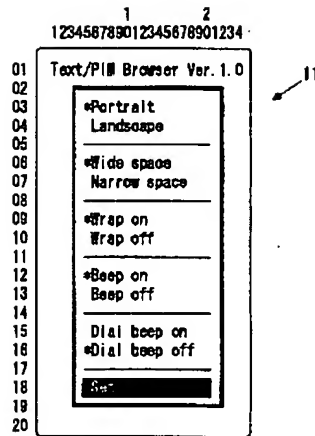 1 2
123456789012345678901234
11
01 Text/PIM Browser Ver.1.0
02
03 *Portrait
04 Landscape
05
06 *Wide space
07 Narrow space
08
09 *Wrap on
10 Wrap off
11
12 *Beep on
13 Beep off
14
15 Dial beep on
16 *Dial beep off
17
18 Set
19
20